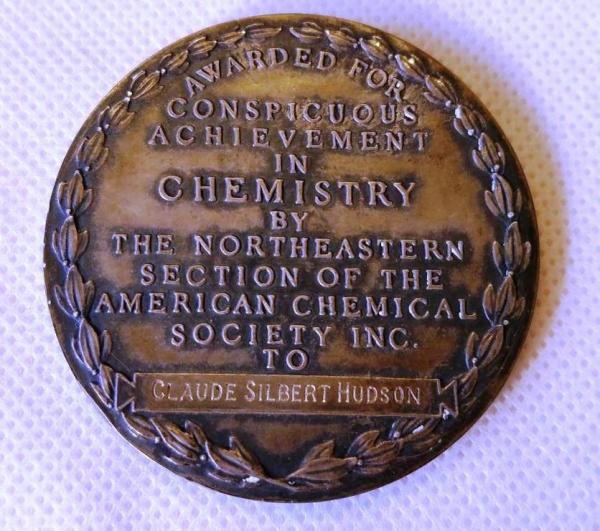 AWARDED FOR
CONSPICUOUS
ACHIEVEMENT
IN
CHEMISTRY
BY
THE NORTHEASTERN
SECTION OF THE
AMERICAN CHEMICAL
SOCIETY INC.
TO
CLAUDE SILBERT HUDSON